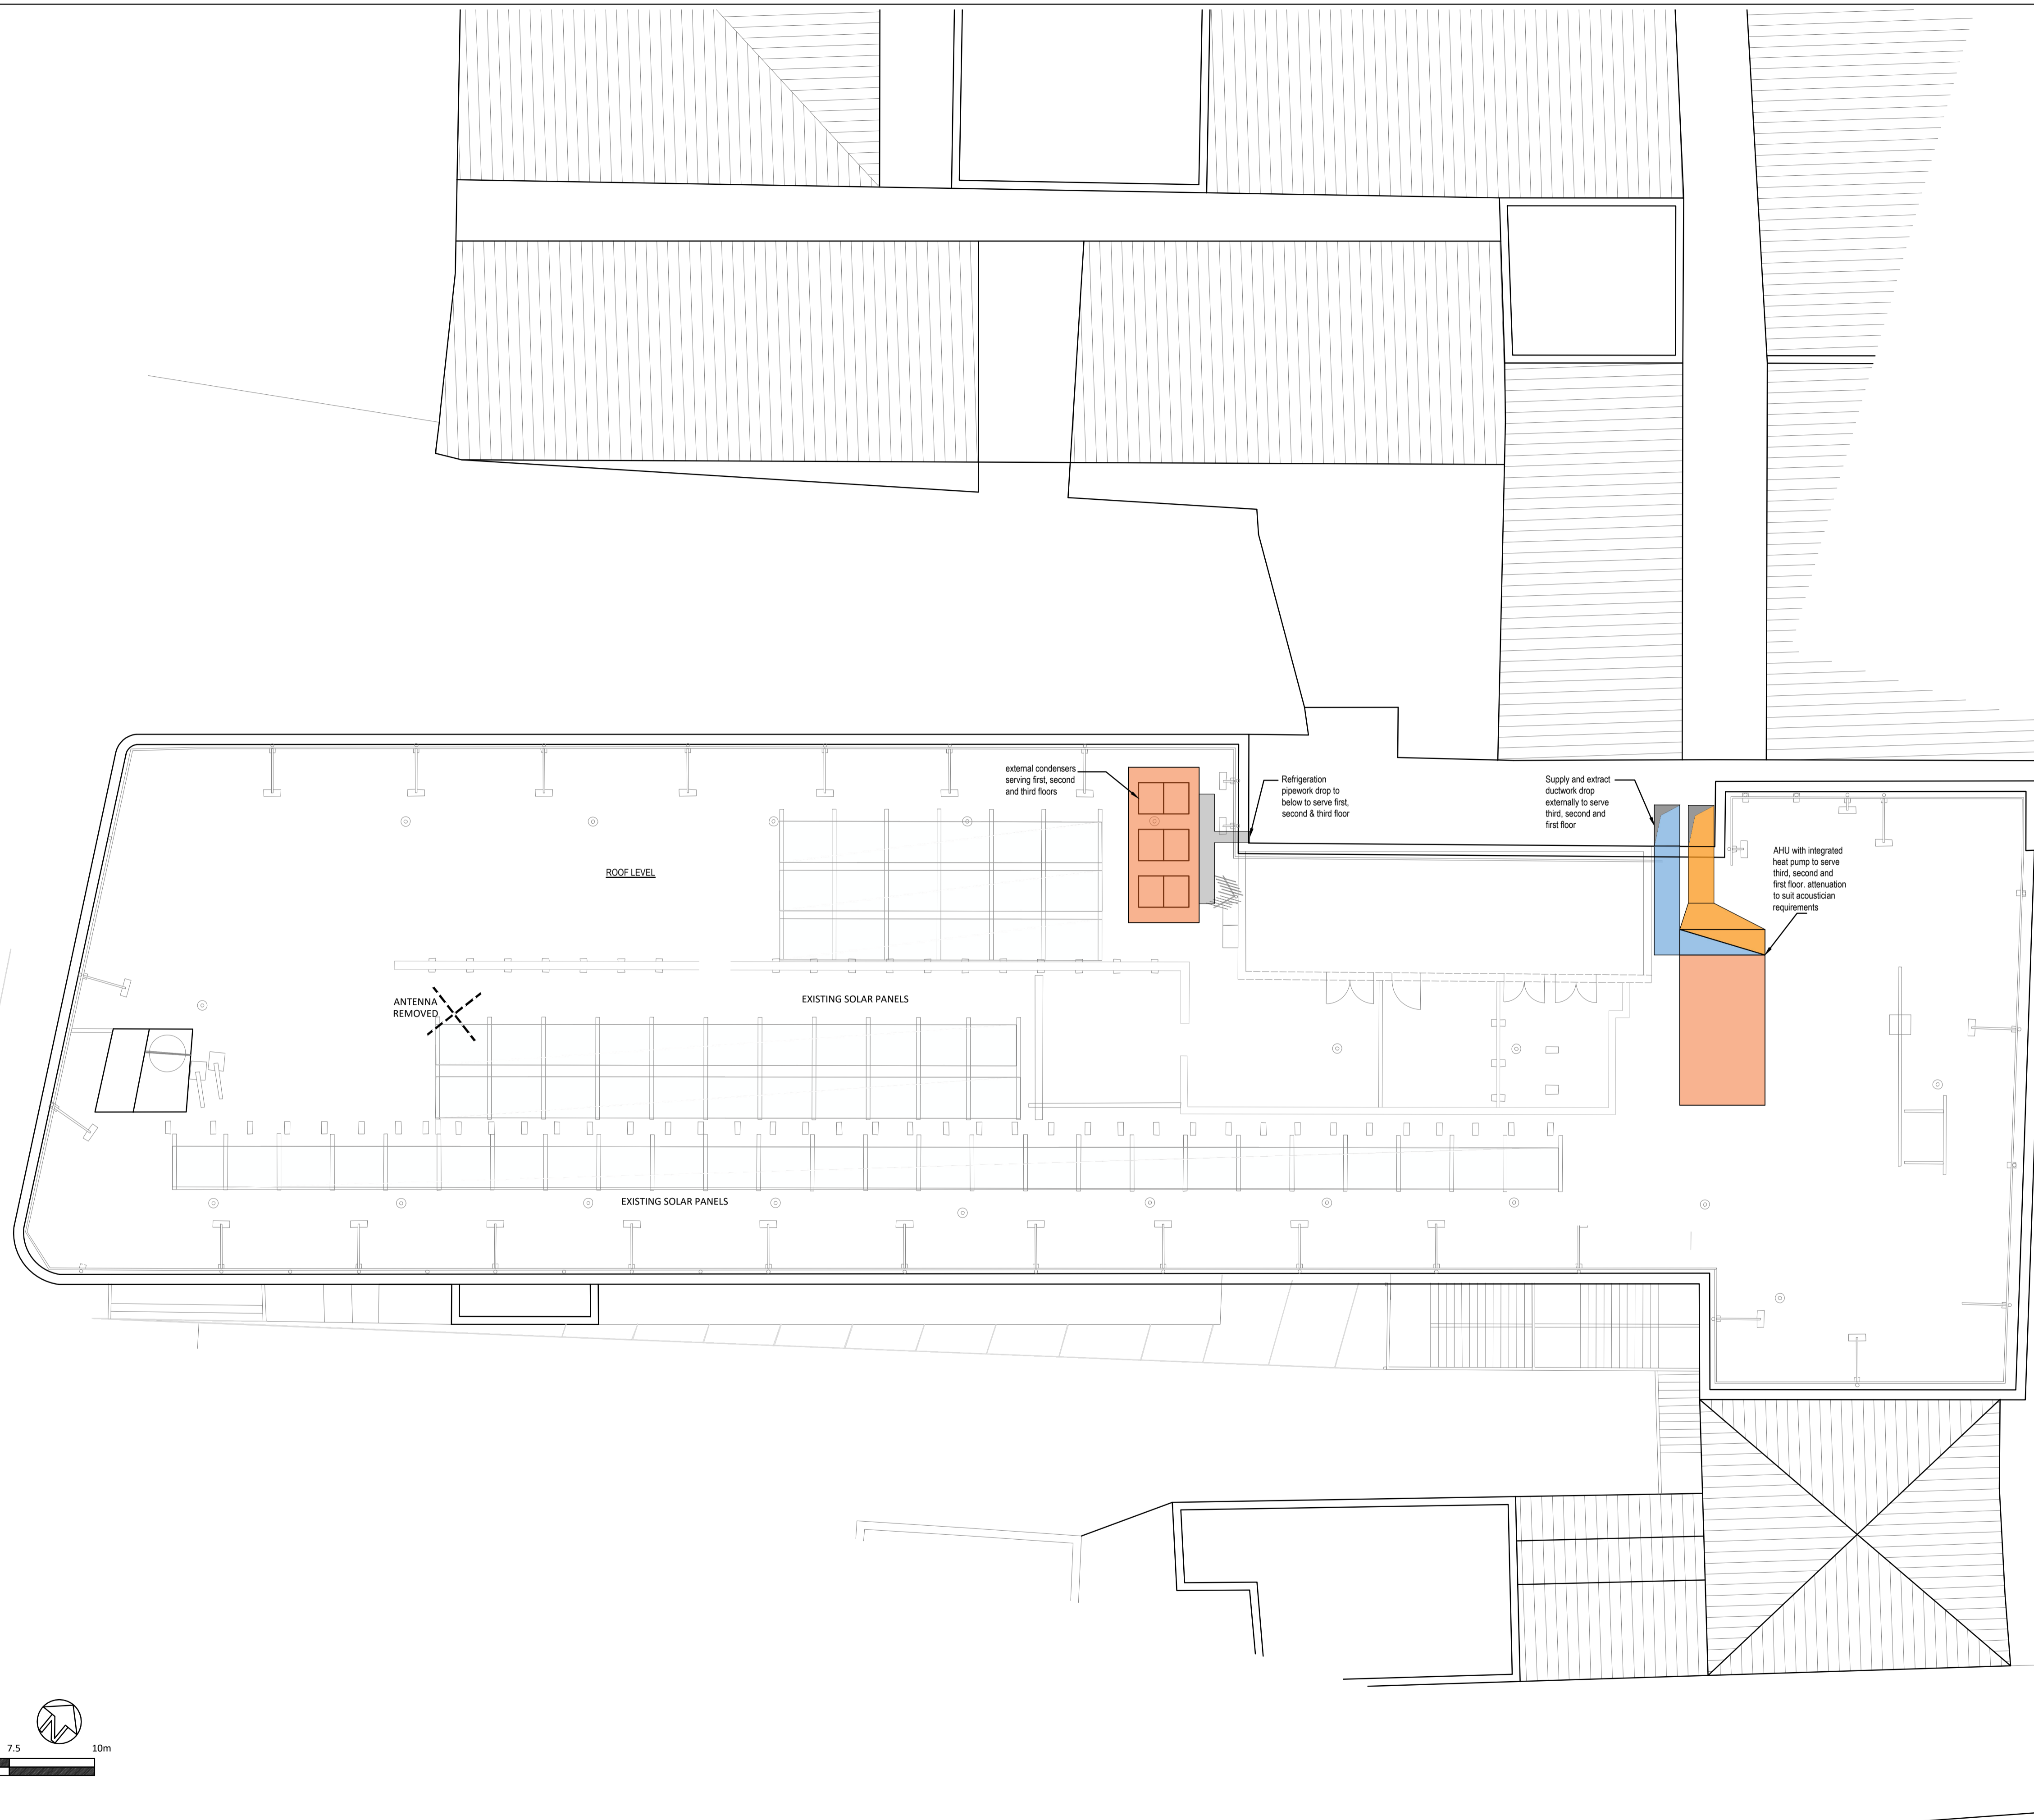 external condensers
serving first, second
and third floors
Refrigeration
pipework drop to
below to serve first,
second & third floor
Supply and extract
ductwork drop
externally to serve
third, second and
first floor
AHU with integrated
heat pump to serve
third, second and
first floor. attenuation
to suit acoustician
requirements
ROOF LEVEL
ANTENNA
REMOVED
EXISTING SOLAR PANELS
EXISTING SOLAR PANELS
N
7.5
10m